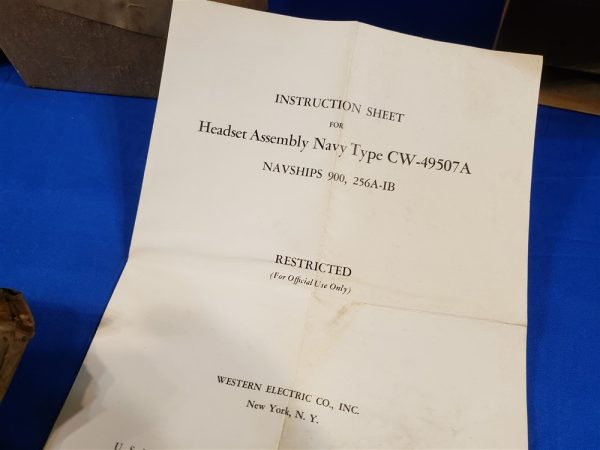 INSTRUCTION SHEET
FOR
Headset Assembly Navy Type CW-49507A
NAVSHIPS 900, 256A-IB
RESTRICTED
(For Official Use Only)
WESTERN ELECTRIC CO., INC.
New York, N. Y.
U. S.